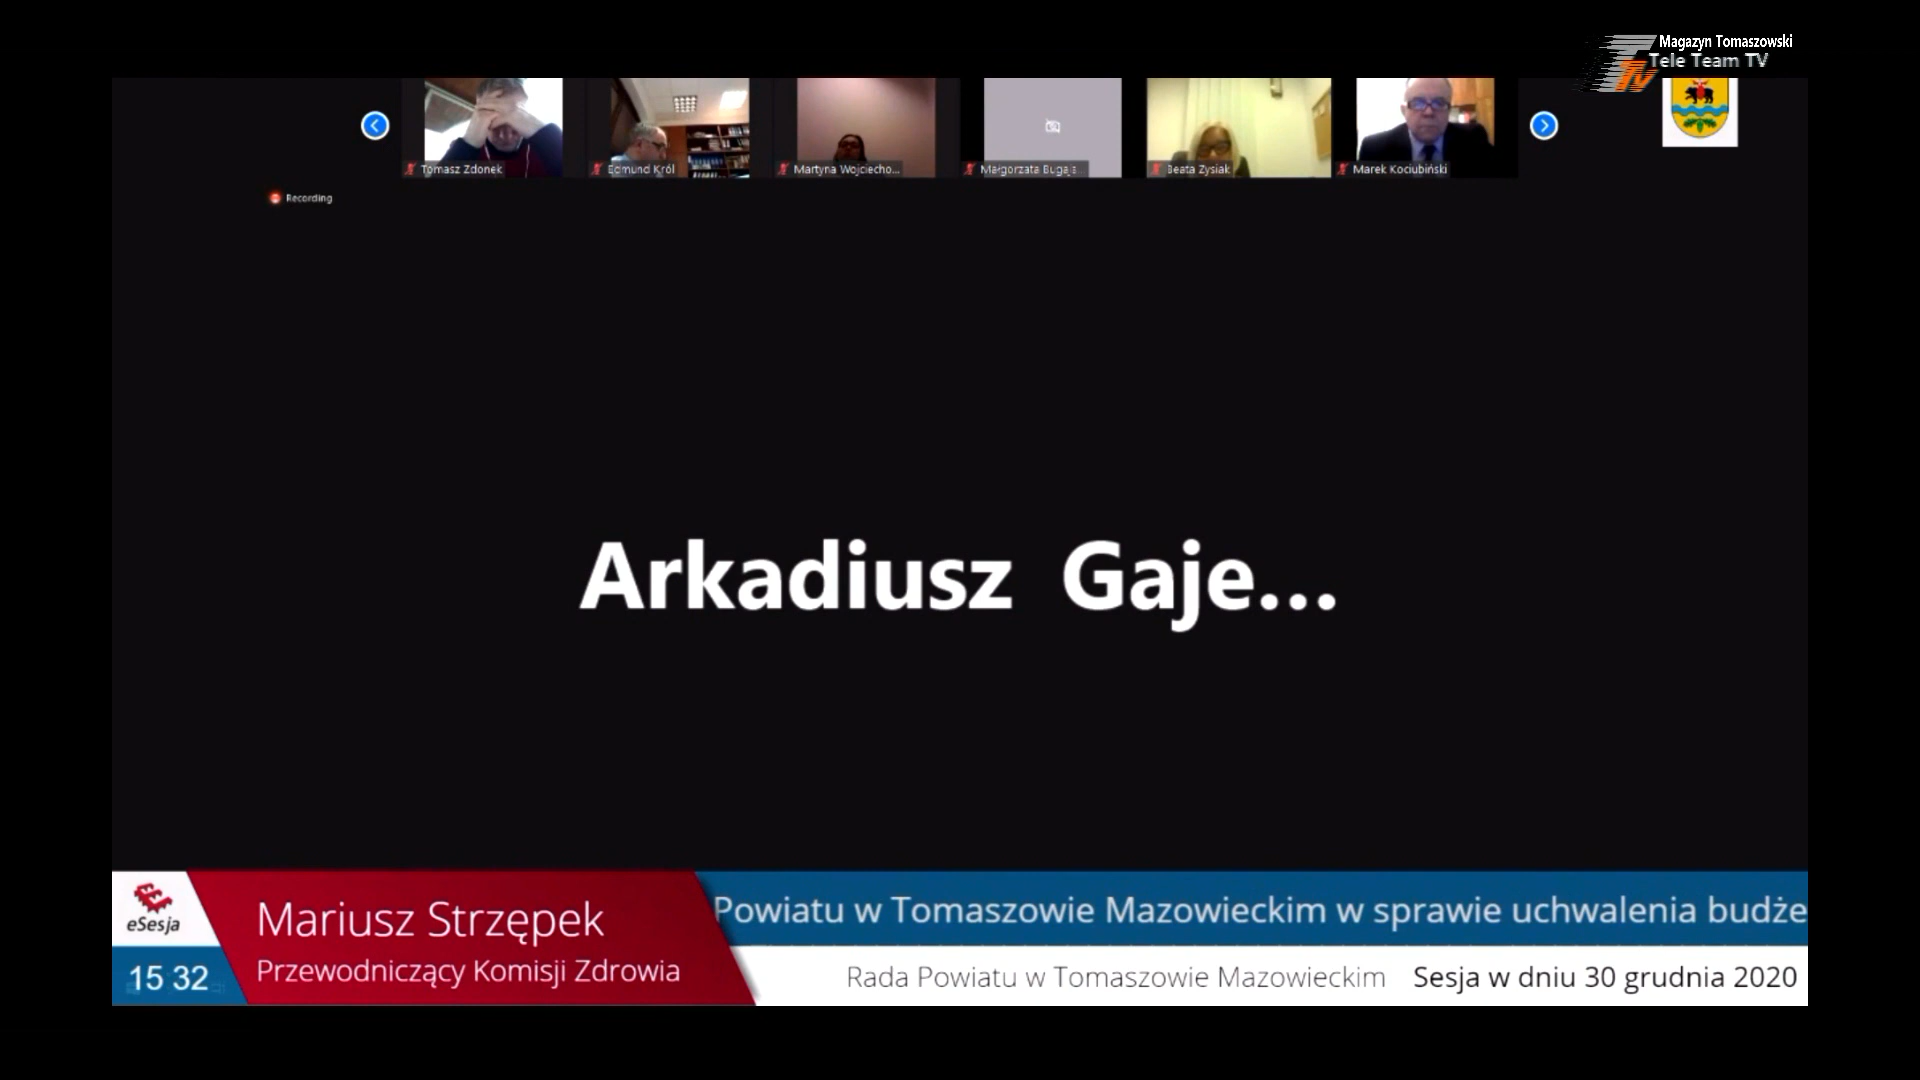 Magazyn Tomaszowski
Tele Team TV
Tomasz Zdonek
Edmund Król
Martyna Wojciecho...
Małgorzata Bugaj...
Beata Zysiak
Marek Kociubiński
Recording
Arkadiusz Gaje...
eSesja
Mariusz Strzępek
Przewodniczący Komisji Zdrowia
15 32
Powiatu w Tomaszowie Mazowieckim w sprawie uchwalenia budże
Rada Powiatu w Tomaszowie Mazowieckim Sesja w dniu 30 grudnia 2020